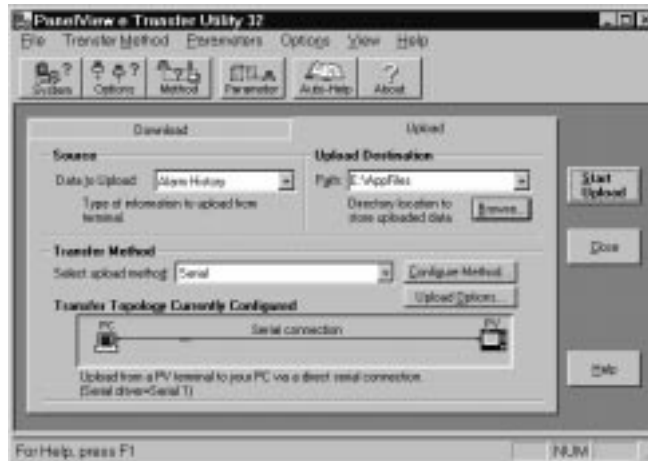 PanelView e Transfer Utility 32
File Transfer Method Parameters Options View Help
System Options Method Parameter Auto-Help About
Download Upload
Source
Data to Upload: Alarm History
Type of information to upload from
terminal.
Upload Destination
Path: E:\AppFiles
Directory location to
store uploaded data.
Browse...
Transfer Method
Select upload method: Serial
Configure Method...
Upload Options...
Transfer Topology Currently Configured
PC Serial connection PV
Upload from a PV terminal to your PC via a direct serial connection.
(Serial driver=Serial 1)
Start
Upload
Close
Help
For Help, press F1
NUM